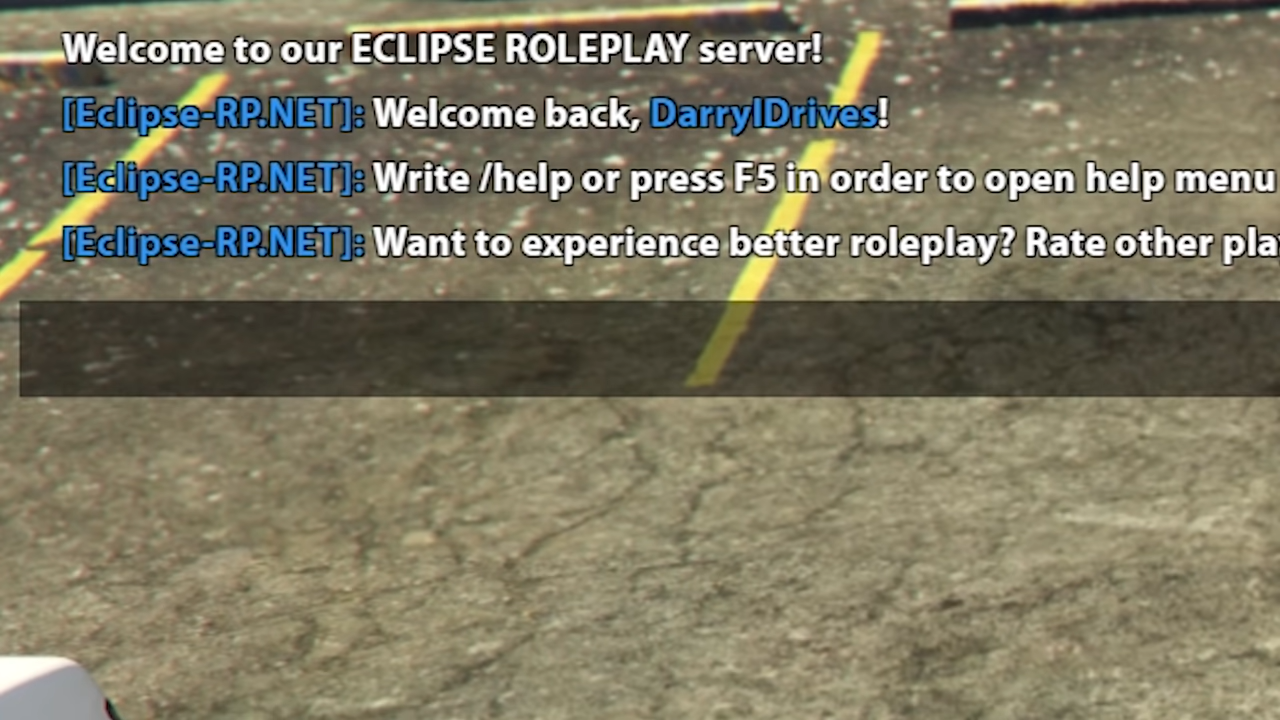 Welcome to our ECLIPSE ROLEPLAY server!
[Eclipse-RP.NET]: Welcome back, DarrylDrives!
[Eclipse-RP.NET]: Write /help or press F5 in order to open help menu
[Eclipse-RP.NET]: Want to experience better roleplay? Rate other